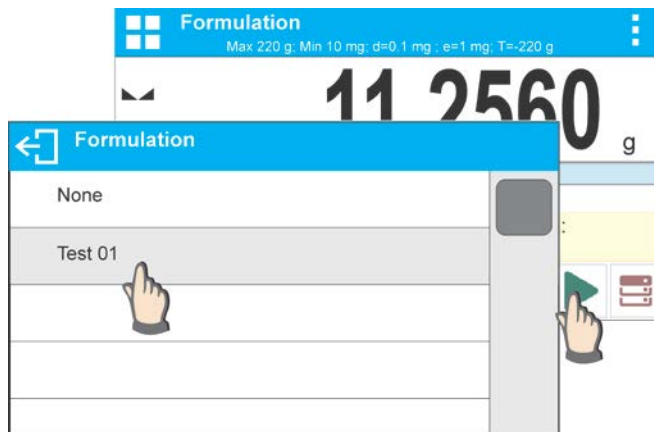 Formulation
Max 220 g; Min 10 mg; d=0.1 mg ; e=1 mg; T=-220 g
11.2560 g
Formulation
None
Test 01
: